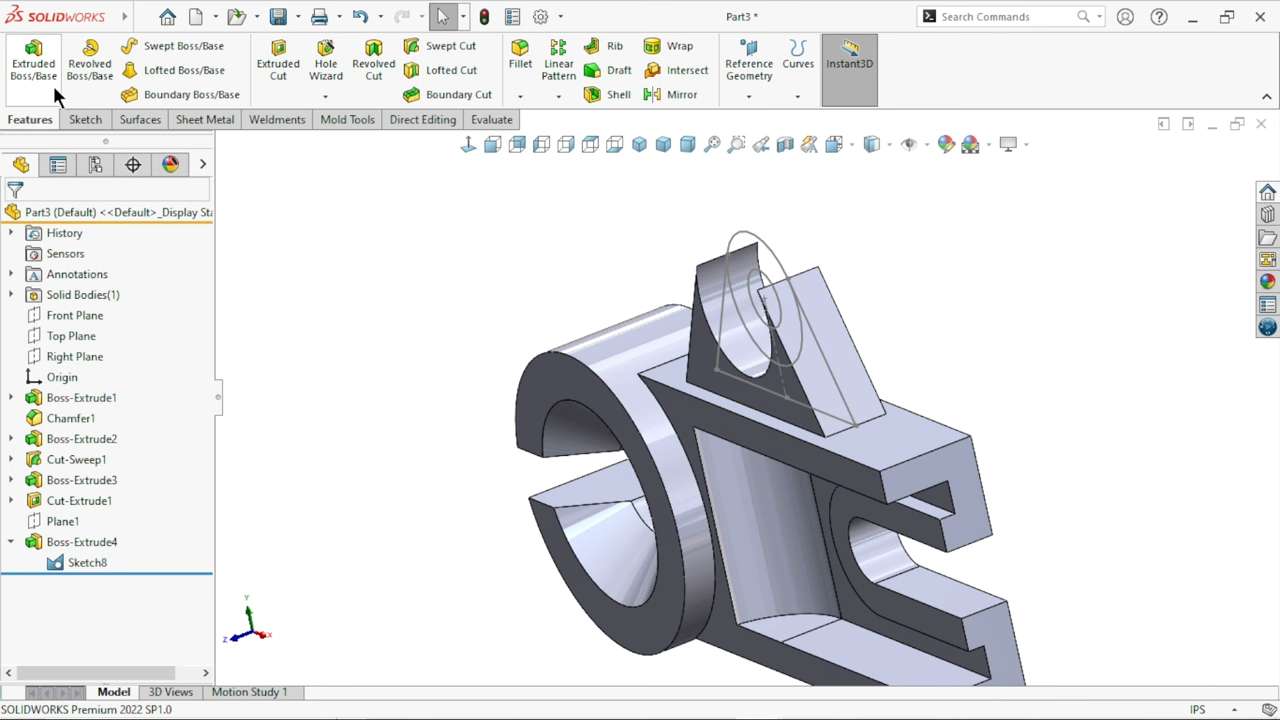 SOLIDWORKS
Part3 *
Search Commands
Extruded Boss/Base
Revolved Boss/Base
Swept Boss/Base
Lofted Boss/Base
Boundary Boss/Base
Extruded Cut
Hole Wizard
Revolved Cut
Swept Cut
Lofted Cut
Boundary Cut
Fillet
Linear Pattern
Rib
Draft
Shell
Wrap
Intersect
Mirror
Reference Geometry
Curves
Instant3D
Features
Sketch
Surfaces
Sheet Metal
Weldments
Mold Tools
Direct Editing
Evaluate
Part3 (Default) <<Default>_Display Sta
History
Sensors
Annotations
Solid Bodies(1)
Front Plane
Top Plane
Right Plane
Origin
Boss-Extrude1
Chamfer1
Boss-Extrude2
Cut-Sweep1
Boss-Extrude3
Cut-Extrude1
Plane1
Boss-Extrude4
Sketch8
Y
Z
X
Model
3D Views
Motion Study 1
SOLIDWORKS Premium 2022 SP1.0
IPS